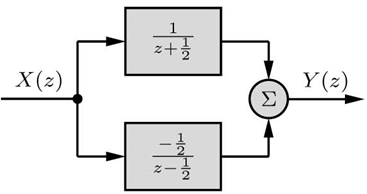 1
z + 1/2
X(z)
Σ
Y(z)
-1/2
z - 1/2